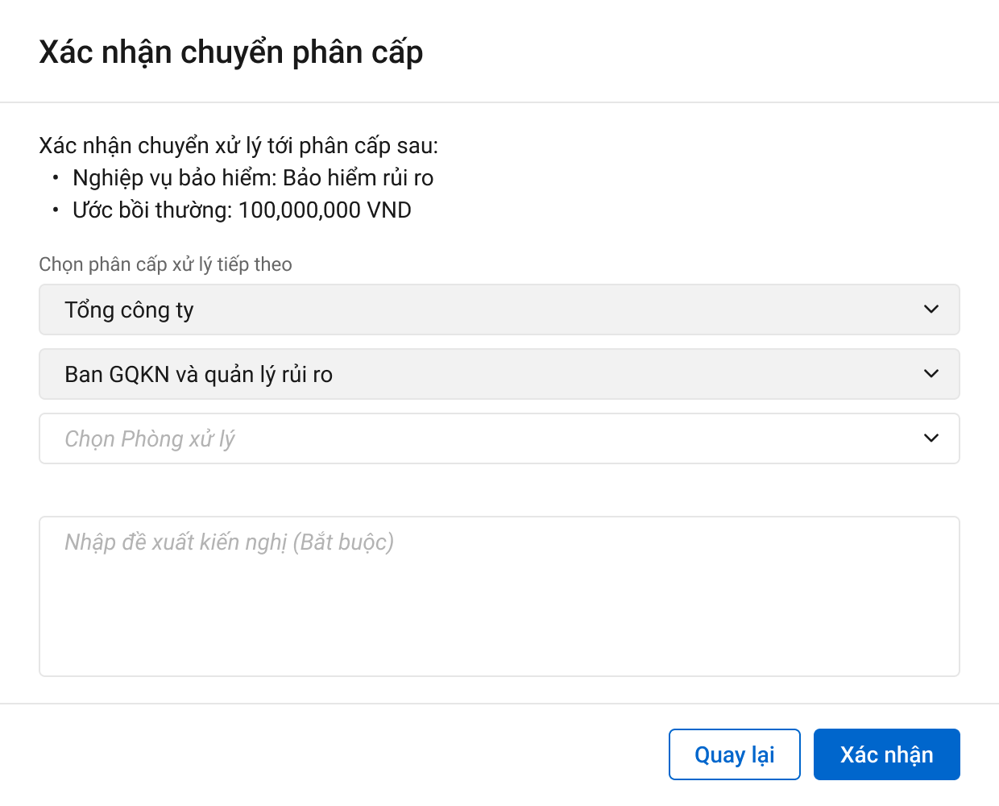 Xác nhận chuyển phân cấp
Xác nhận chuyển xử lý tới phân cấp sau:
• Nghiệp vụ bảo hiểm: Bảo hiểm rủi ro
• Ước bồi thường: 100,000,000 VND
Chọn phân cấp xử lý tiếp theo
Tổng công ty
Ban GQKN và quản lý rủi ro
Chọn Phòng xử lý
Nhập đề xuất kiến nghị (Bắt buộc)
Quay lại
Xác nhận